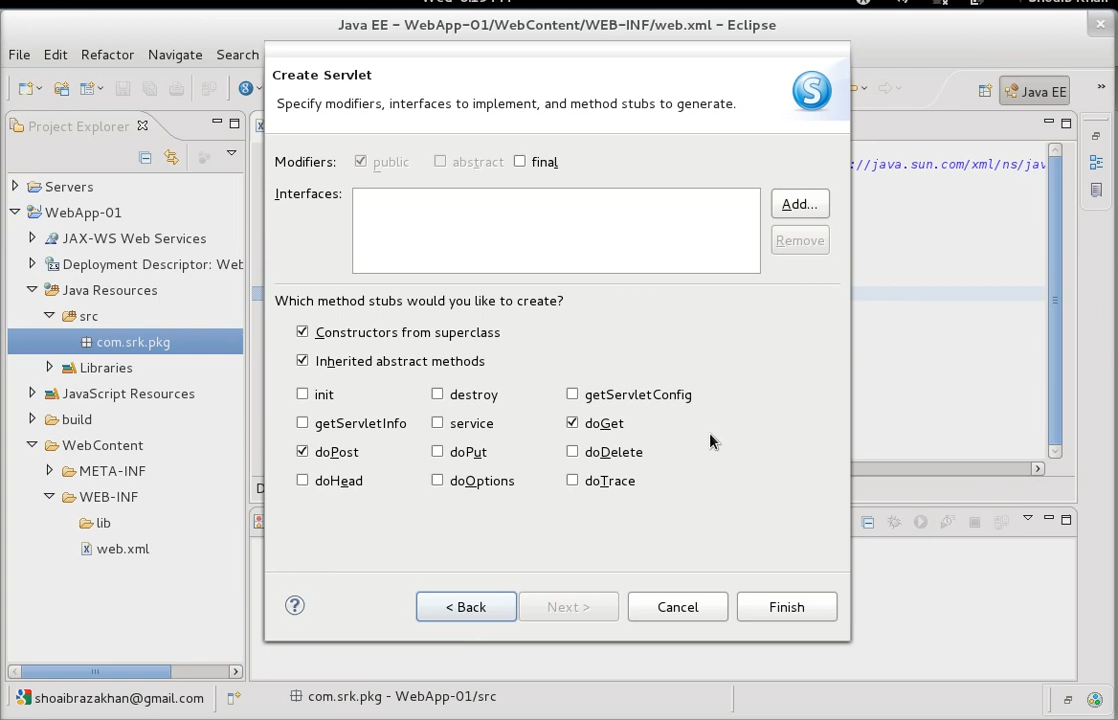 Java EE – WebApp-01/WebContent/WEB-INF/web.xml – Eclipse
File Edit Refactor Navigate Search
Java EE
Project Explorer
Servers
WebApp-01
JAX-WS Web Services
Deployment Descriptor: Web
Java Resources
src
com.srk.pkg
Libraries
JavaScript Resources
build
WebContent
META-INF
WEB-INF
lib
web.xml
://java.sun.com/xml/ns/jav
Create Servlet
Specify modifiers, interfaces to implement, and method stubs to generate.
S
Modifiers: public abstract final
Interfaces:
Add...
Remove
Which method stubs would you like to create?
Constructors from superclass
Inherited abstract methods
init destroy getServletConfig
getServletInfo service doGet
doPost doPut doDelete
doHead doOptions doTrace
? < Back Next > Cancel Finish
shoaibrazakhan@gmail.com
com.srk.pkg - WebApp-01/src